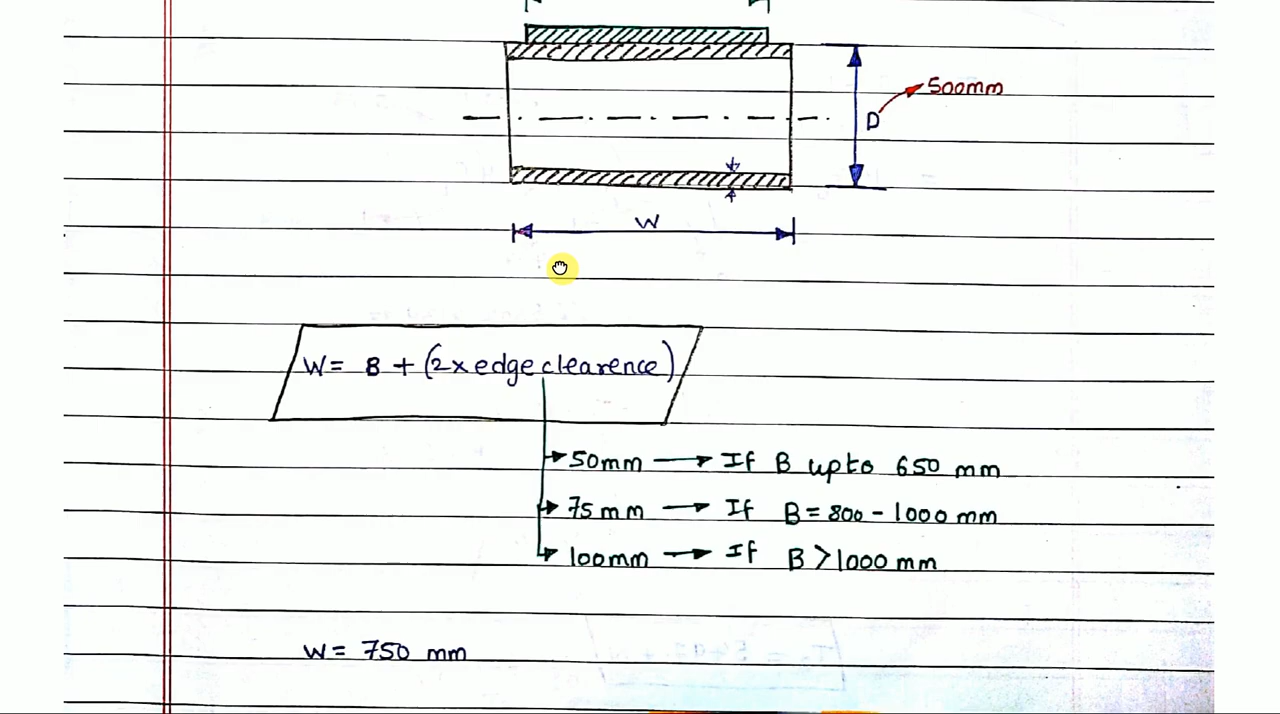 500mm
D
W
W = B + (2 x edge clearence)
50mm → If B upto 650 mm
75 mm → If B = 800 - 1000 mm
100mm → If B > 1000 mm
W = 750 mm